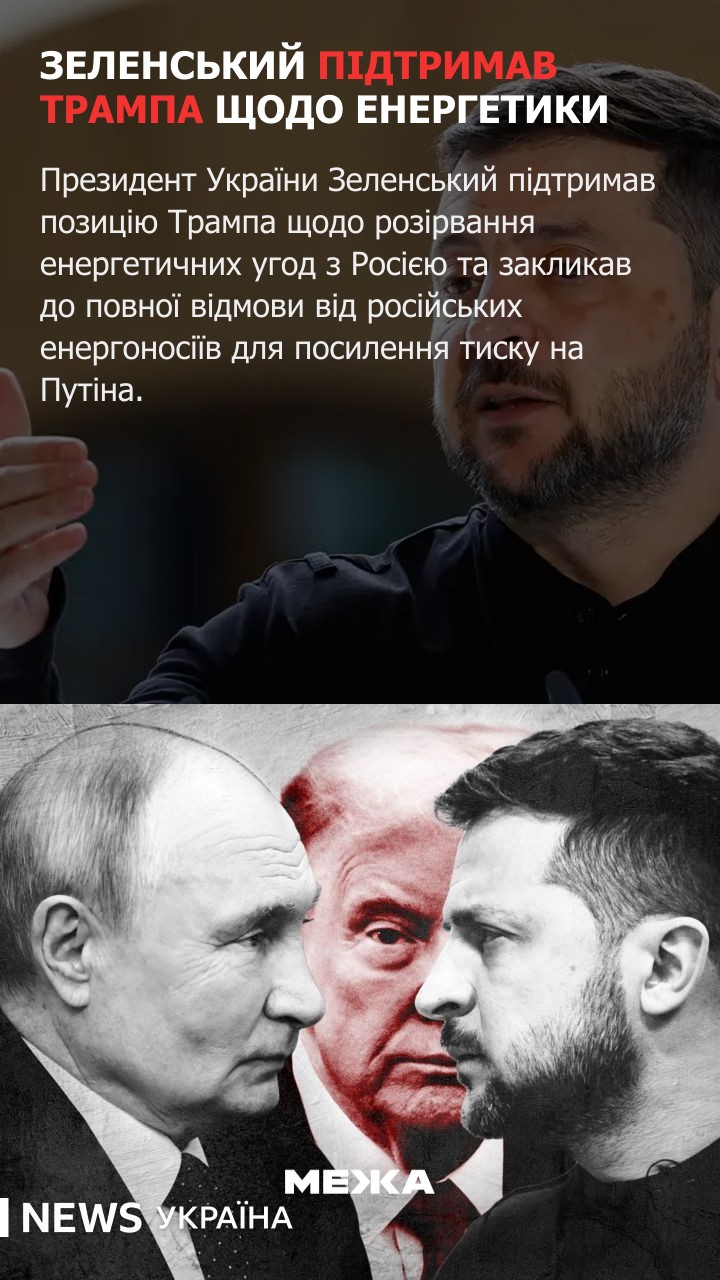 ЗЕЛЕНСЬКИЙ ПІДТРИМАВ
ТРАМПА ЩОДО ЕНЕРГЕТИКИ
Президент України Зеленський підтримав
позицію Трампа щодо розірвання
енергетичних угод з Росією та закликав
до повної відмови від російських
енергоносіїв для посилення тиску на
Путіна.
МЕЖА
NEWS УКРАЇНА